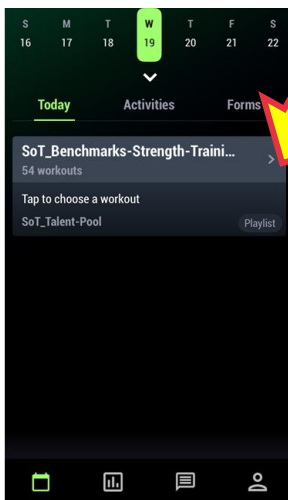 S M T W T F S
16 17 18 19 20 21 22
Today Activities Forms
SoT_Benchmarks-Strength-Traini...
54 workouts
Tap to choose a workout
SoT_Talent-Pool Playlist